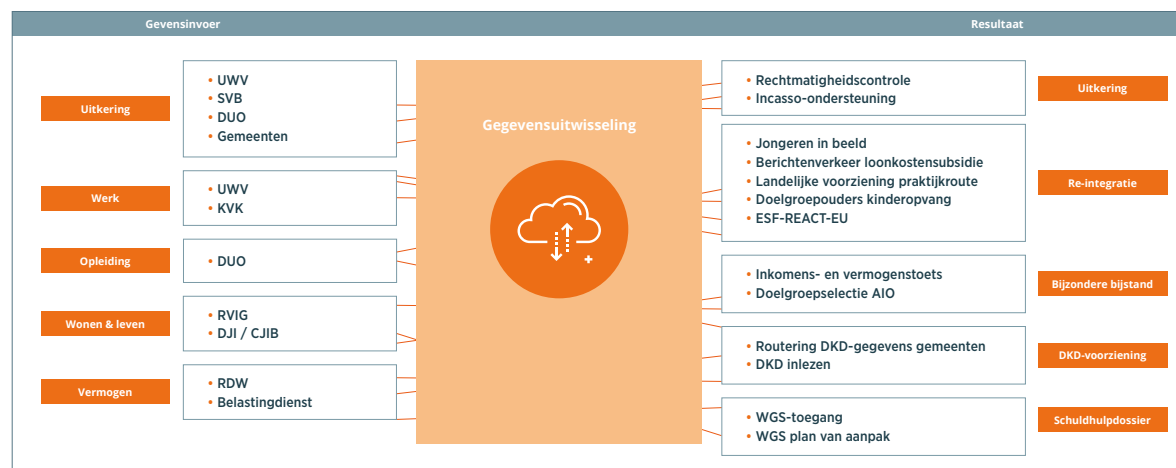 Gevensinvoer
Resultaat
Uitkering
• UWV
• SVB
• DUO
• Gemeenten
Werk
• UWV
• KVK
Opleiding
• DUO
Wonen & leven
• RVIG
• DJI / CJIB
Vermogen
• RDW
• Belastingdienst
Gegevensuitwisseling
• Rechtmatigheidscontrole
• Incasso-ondersteuning
Uitkering
• Jongeren in beeld
• Berichtenverkeer loonkostensubsidie
• Landelijke voorziening praktijkroute
• Doelgroepouders kinderopvang
• ESF-REACT-EU
Re-integratie
• Inkomens- en vermogenstoets
• Doelgroepselectie AIO
Bijzondere bijstand
• Routering DKD-gegevens gemeenten
• DKD inlezen
DKD-voorziening
• WGS-toegang
• WGS plan van aanpak
Schuldhulpdossier